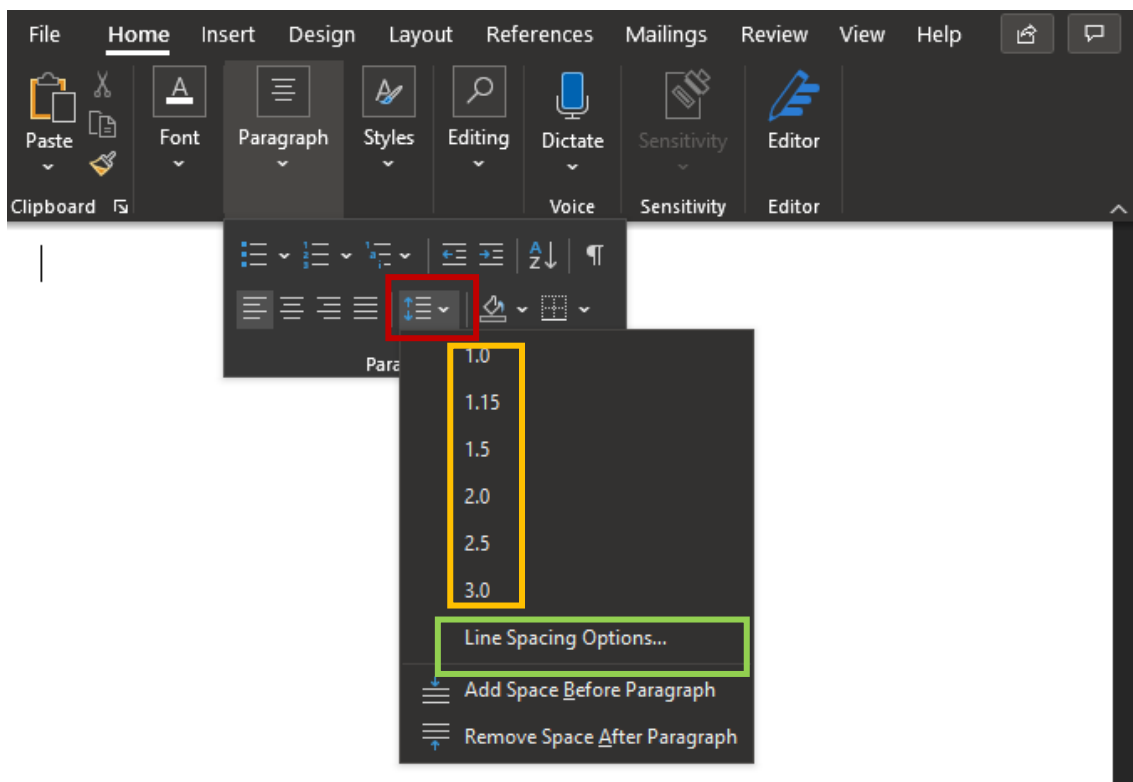 File Home Insert Design Layout References Mailings Review View Help
Paste Font Paragraph Styles Editing Dictate Sensitivity Editor
Clipboard Voice Sensitivity Editor
Para
1.0
1.15
1.5
2.0
2.5
3.0
Line Spacing Options...
Add Space Before Paragraph
Remove Space After Paragraph